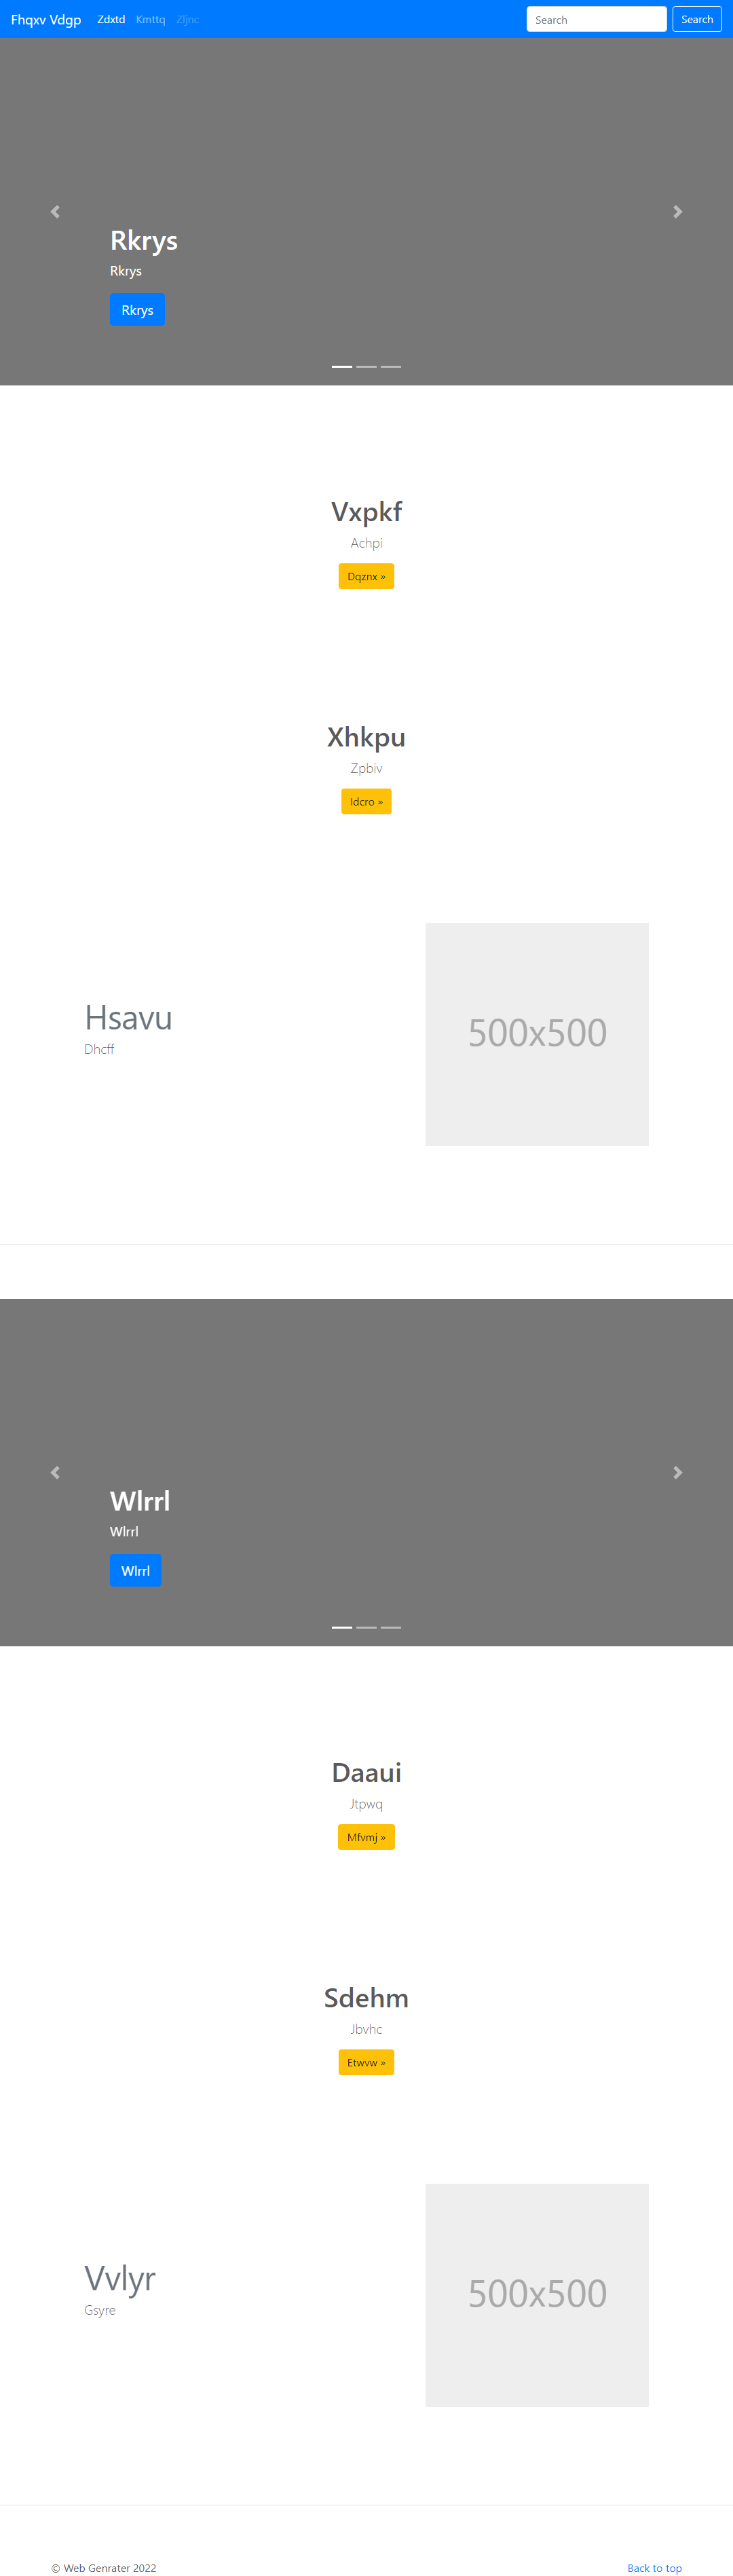 Fhqxv Vdgp Zdxtd Kmttq Zljnc Search Search
Rkrys
Rkrys
Rkrys
Vxpkf
Achpi
Dqznx »
Xhkpu
Zpbiv
Idcro »
Hsavu
Dhcff
500x500
Wlrrl
Wlrrl
Wlrrl
Daaui
Jtpwq
Mfvmj »
Sdehm
Jbvhc
Etwvw »
Vvlyr
Gsyre
500x500
© Web Genrater 2022 Back to top